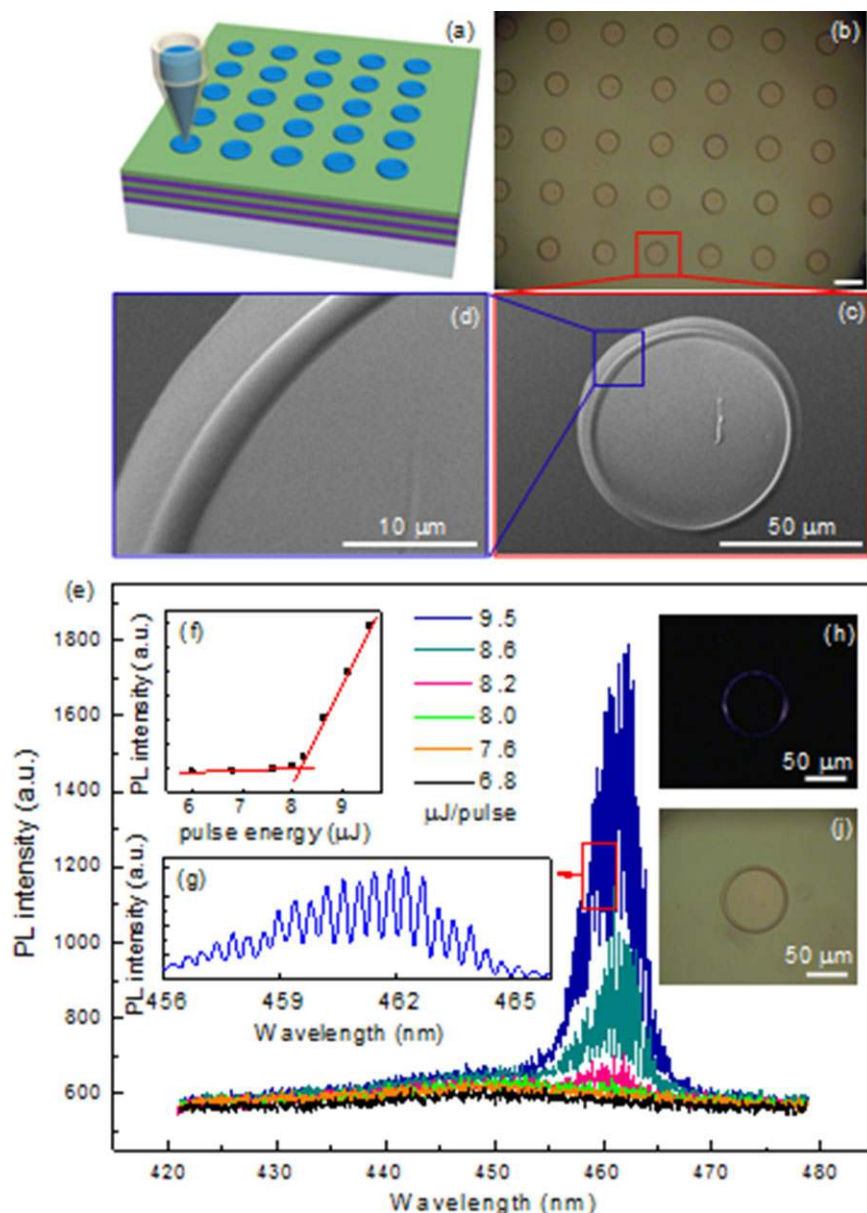 (a)
(b)
(d)
10 μm
(c)
50 μm
(e)
PL intensity (a.u.)
1800
1600
1400
1200
1000
800
600
420 430 440 450 460 470 480
Wavelength (nm)
(f)
PL intensity (a.u.)
6 7 8 9
pulse energy (μJ)
9.5
8.6
8.2
8.0
7.6
6.8
μJ/pulse
(g)
PL intensity (a.u.)
456 459 462 465
Wavelength (nm)
(h)
50 μm
(j)
50 μm